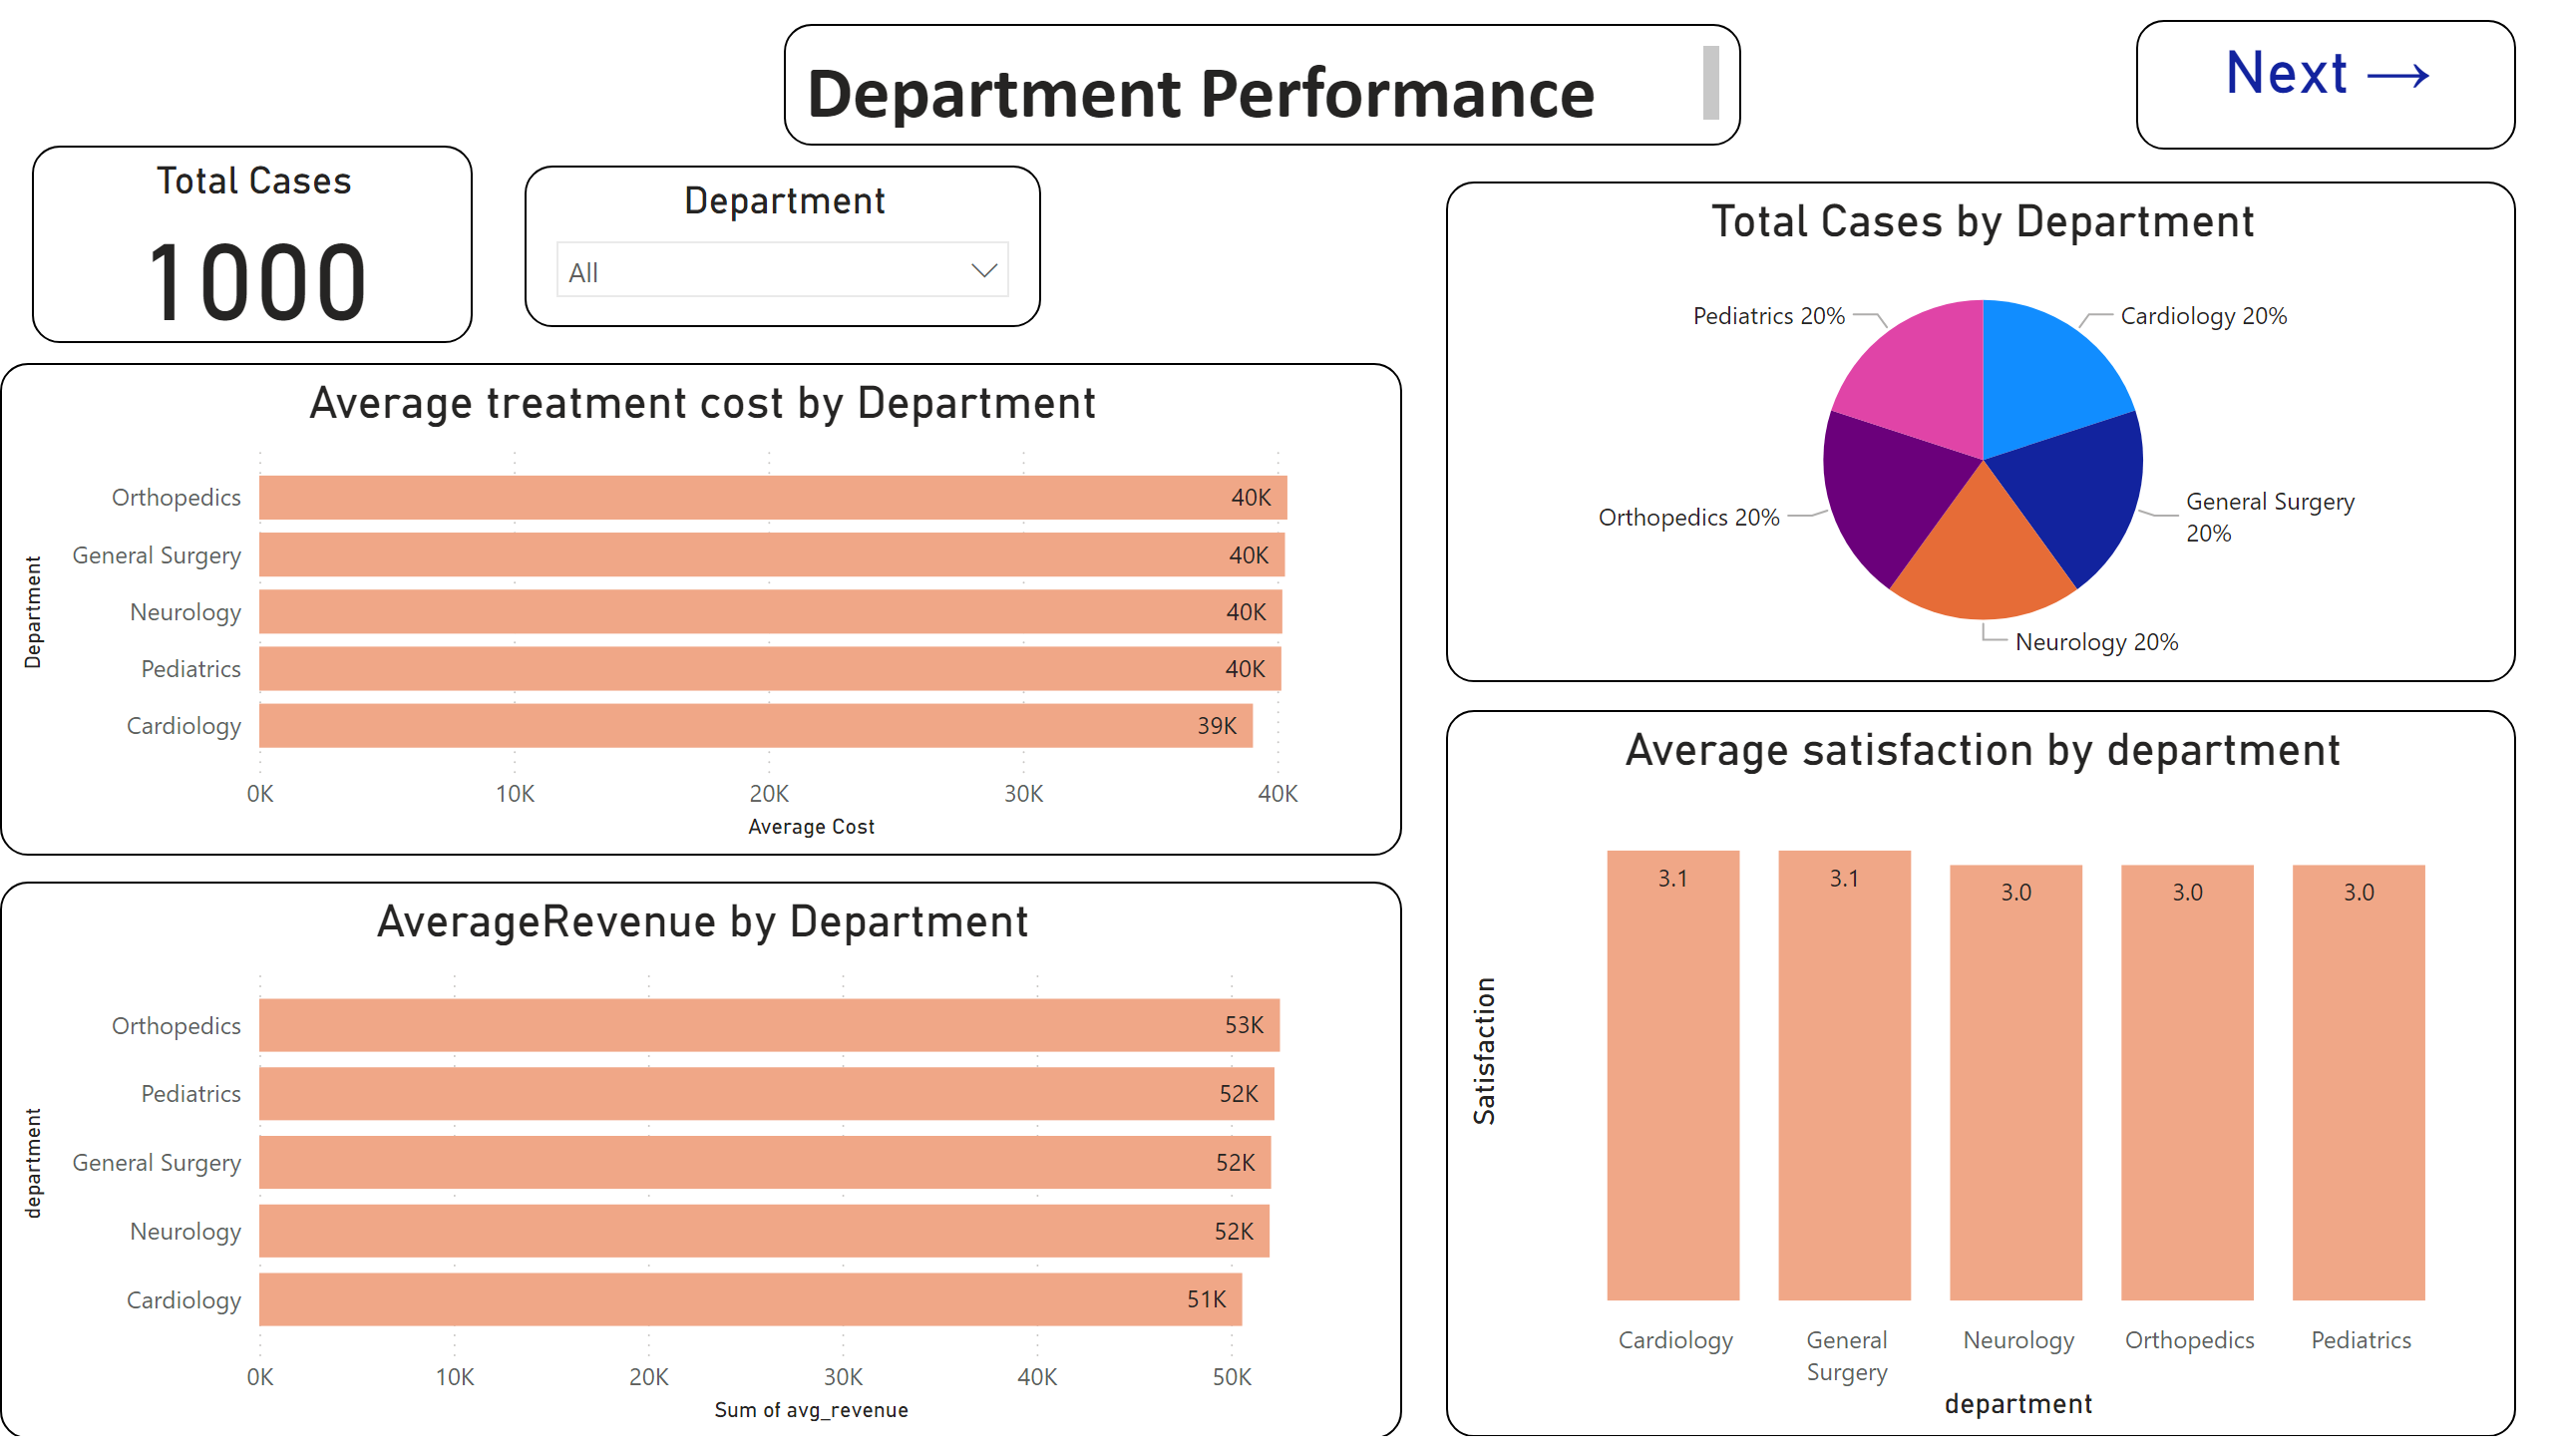 Department Performance
Next →
Total Cases
1000
Department
All
Average treatment cost by Department
Department
Orthopedics
40K
General Surgery
40K
Neurology
40K
Pediatrics
40K
Cardiology
39K
0K
10K
20K
30K
40K
Average Cost
AverageRevenue by Department
department
Orthopedics
53K
Pediatrics
52K
General Surgery
52K
Neurology
52K
Cardiology
51K
0K
10K
20K
30K
40K
50K
Sum of avg_revenue
Total Cases by Department
Pediatrics 20%
Cardiology 20%
Orthopedics 20%
General Surgery
20%
Neurology 20%
Average satisfaction by department
Satisfaction
3.1
3.1
3.0
3.0
3.0
Cardiology
General
Surgery
Neurology
Orthopedics
Pediatrics
department